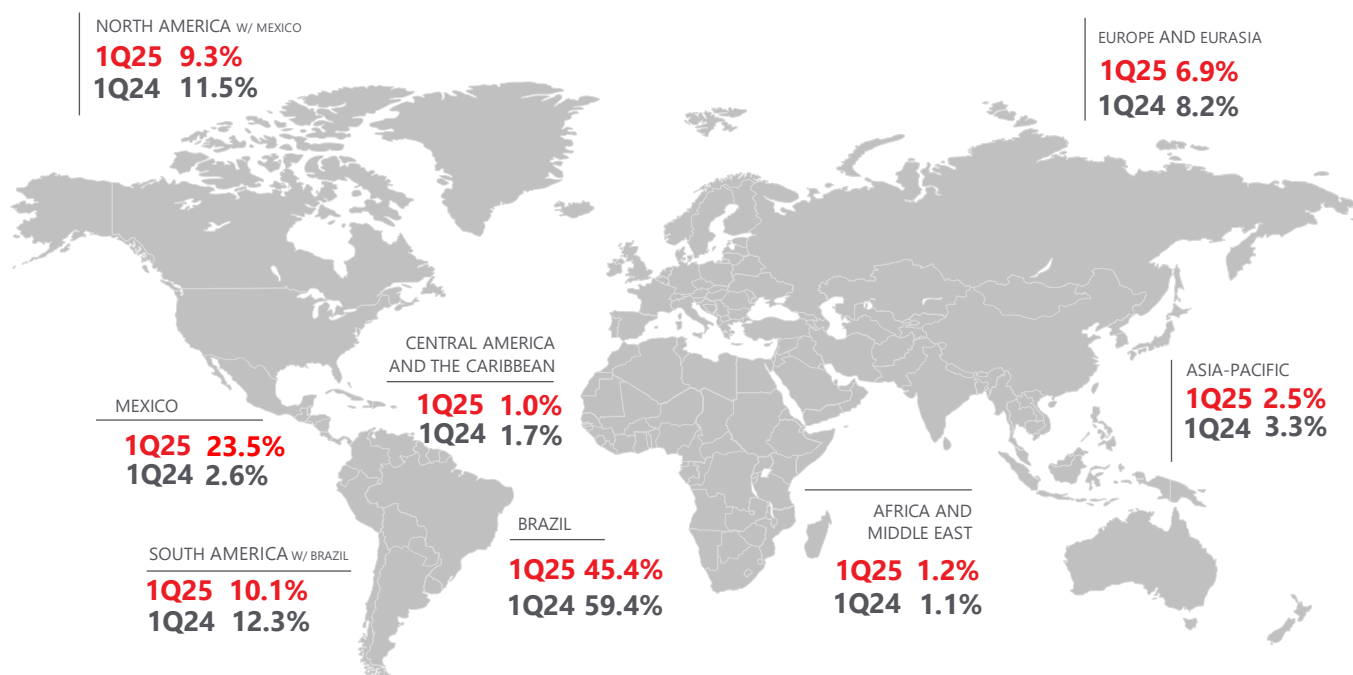 NORTH AMERICA W/ MEXICO
1Q25 9.3%
1Q24 11.5%
EUROPE AND EURASIA
1Q25 6.9%
1Q24 8.2%
CENTRAL AMERICA
AND THE CARIBBEAN
1Q25 1.0%
1Q24 1.7%
ASIA-PACIFIC
1Q25 2.5%
1Q24 3.3%
MEXICO
1Q25 23.5%
1Q24 2.6%
AFRICA AND
MIDDLE EAST
1Q25 1.2%
1Q24 1.1%
BRAZIL
1Q25 45.4%
1Q24 59.4%
SOUTH AMERICA W/ BRAZIL
1Q25 10.1%
1Q24 12.3%